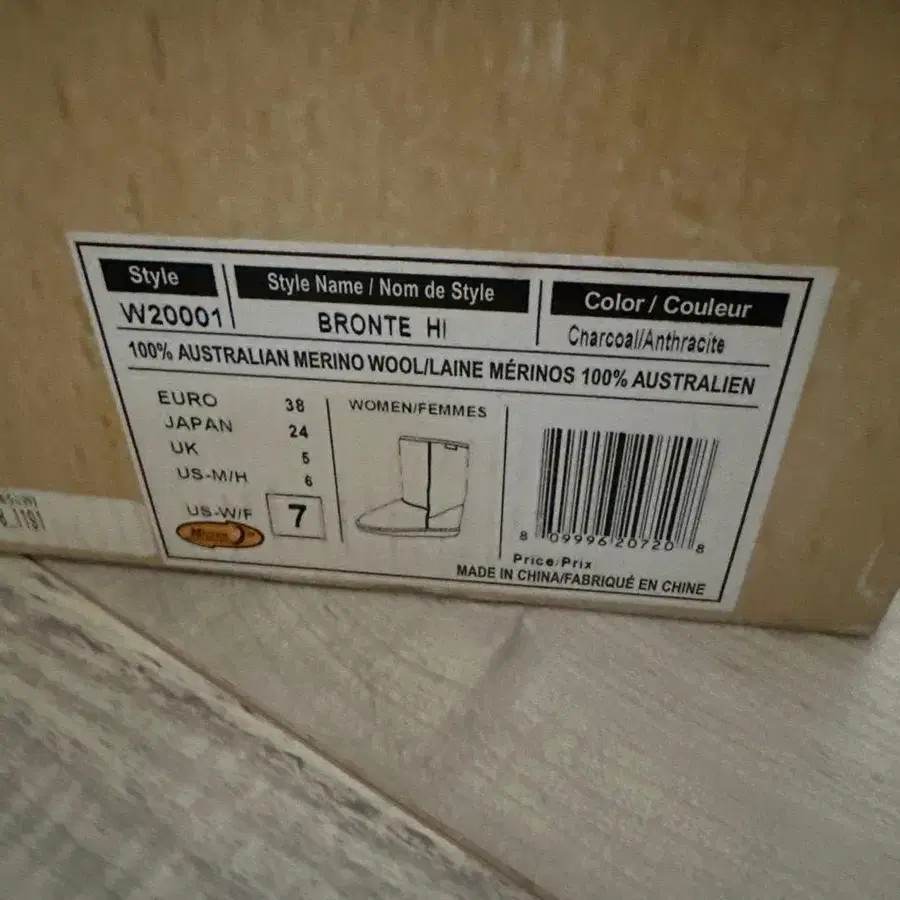 Style
Style Name / Nom de Style
Color / Couleur
W20001
BRONTE HI
Charcoal/Anthracite
100% AUSTRALIAN MERINO WOOL/LAINE MÉRINOS 100% AUSTRALIEN
EURO 38
JAPAN 24
UK 5
US-M/H 6
US-W/F 7
WOMEN/FEMMES
8 09996 20720 8
Price/Prix
MADE IN CHINA/FABRIQUÉ EN CHINE
1191